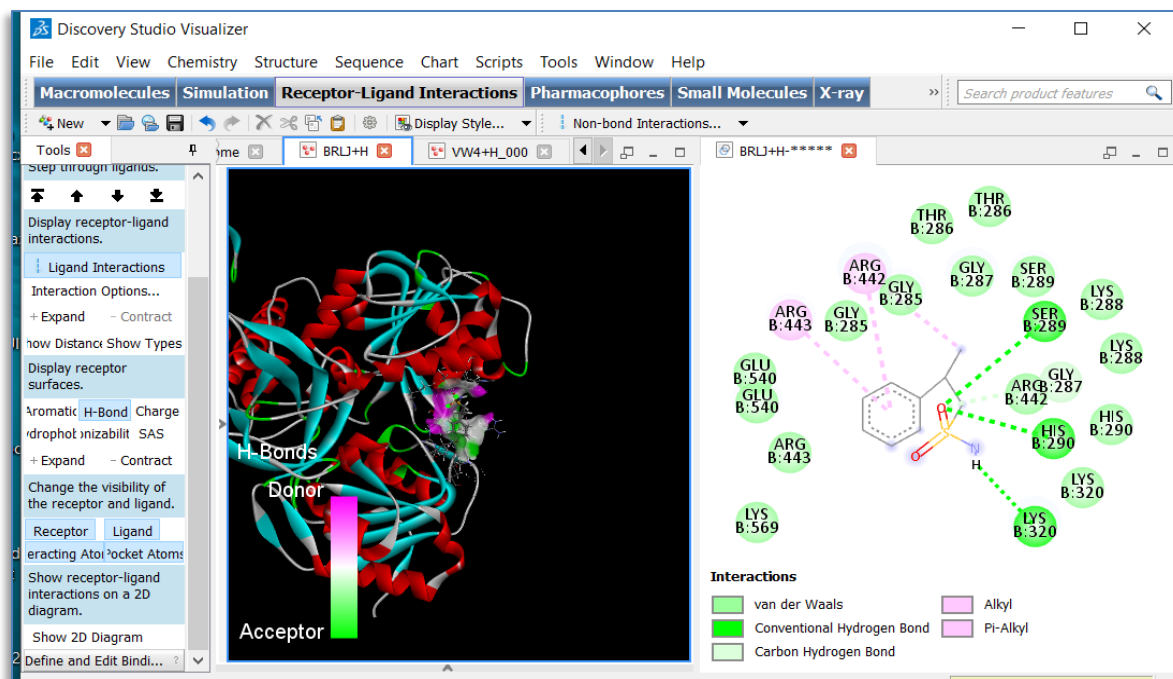 Discovery Studio Visualizer
File Edit View Chemistry Structure Sequence Chart Scripts Tools Window Help
Macromolecules Simulation Receptor-Ligand Interactions Pharmacophores Small Molecules X-ray » Search product features
New Display Style... Non-bond Interactions...
Tools
ome BRLJ+H VW4+H_000 BRLJ+H-*****
Step through ligands.
Display receptor-ligand
interactions.
Ligand Interactions
Interaction Options...
+ Expand - Contract
how Distance Show Types
Display receptor
surfaces.
Aromatic H-Bond Charge
ydrophob onizabilit SAS
+ Expand - Contract
Change the visibility of
the receptor and ligand.
Receptor Ligand
eracting Ato Pocket Atoms
Show receptor-ligand
interactions on a 2D
diagram.
Show 2D Diagram
Define and Edit Bindi... ?
H-Bonds
Donor
Acceptor
THR
B:286
THR
B:286
ARG
B:442
GLY
B:285
GLY
B:287
SER
B:289
LYS
B:288
ARG
B:443
GLY
B:285
SER
B:289
LYS
B:288
GLU
B:540
GLU
B:540
ARG
B:442
GLY
B:287
ARG
B:443
HIS
B:290
HIS
B:290
LYS
B:320
LYS
B:569
LYS
B:320
O
O
S
N
H
Interactions
van der Waals
Conventional Hydrogen Bond
Carbon Hydrogen Bond
Alkyl
Pi-Alkyl